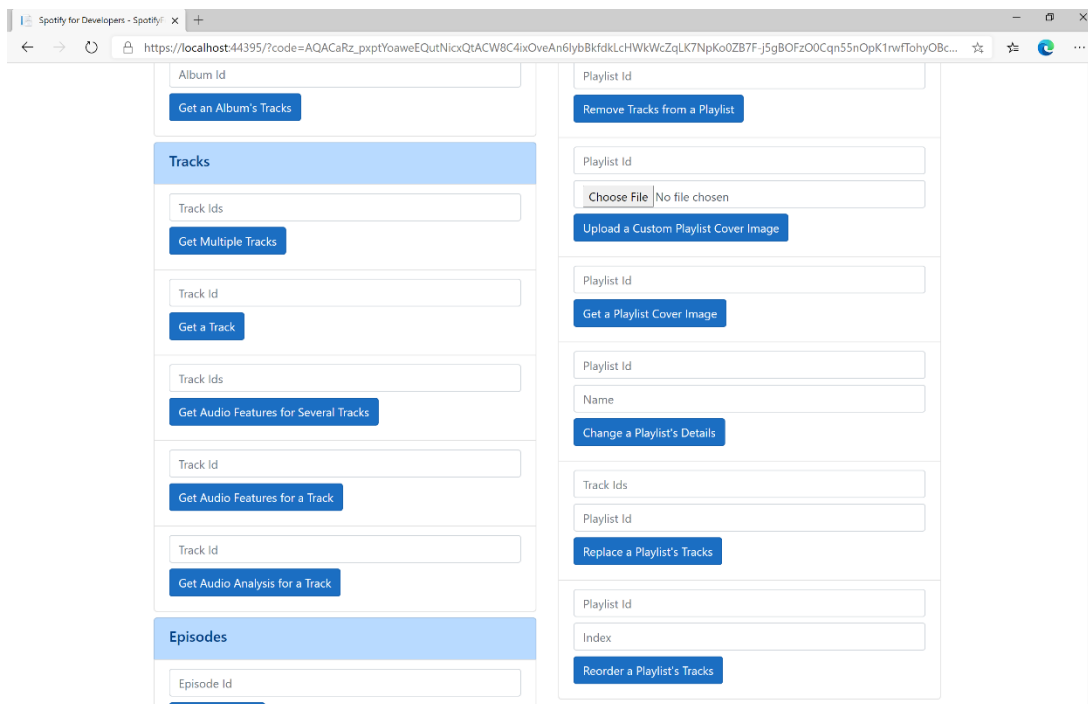 Spotify for Developers - SpotifyF
https://localhost:44395/?code=AQACaRz_pxptYoaweEQutNicxQtACW8C4ixOveAn6IybBkfdkLcHWkWcZqLK7NpKo0ZB7F-j5gBOFzO0Cqn55nOpK1rwfTohyOBc...
Album Id
Get an Album's Tracks
Tracks
Track Ids
Get Multiple Tracks
Track Id
Get a Track
Track Ids
Get Audio Features for Several Tracks
Track Id
Get Audio Features for a Track
Track Id
Get Audio Analysis for a Track
Episodes
Episode Id
Playlist Id
Remove Tracks from a Playlist
Playlist Id
Choose File No file chosen
Upload a Custom Playlist Cover Image
Playlist Id
Get a Playlist Cover Image
Playlist Id
Name
Change a Playlist's Details
Track Ids
Playlist Id
Replace a Playlist's Tracks
Playlist Id
Index
Reorder a Playlist's Tracks